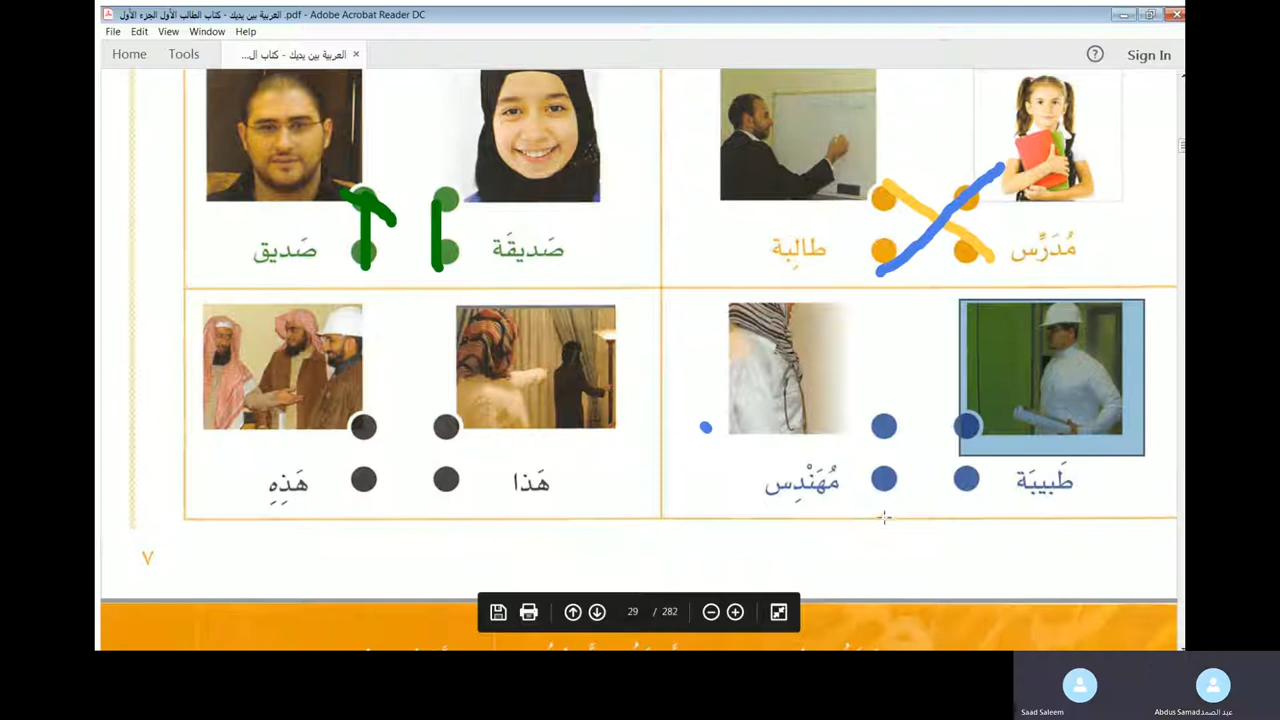 العربية بين يديك - كتاب الطالب الأول الجزء الأول .pdf - Adobe Acrobat Reader DC
File Edit View Window Help
Home Tools العربية بين يديك - كتاب ال... × Sign In
مُدَرِّس طالِبة
صَديقَة صَديق
طَبيبَة مُهَنْدِس
هَذا هَذِهِ
٧
29 / 282
Saad Saleem
Abdus Samad عبد الصمد